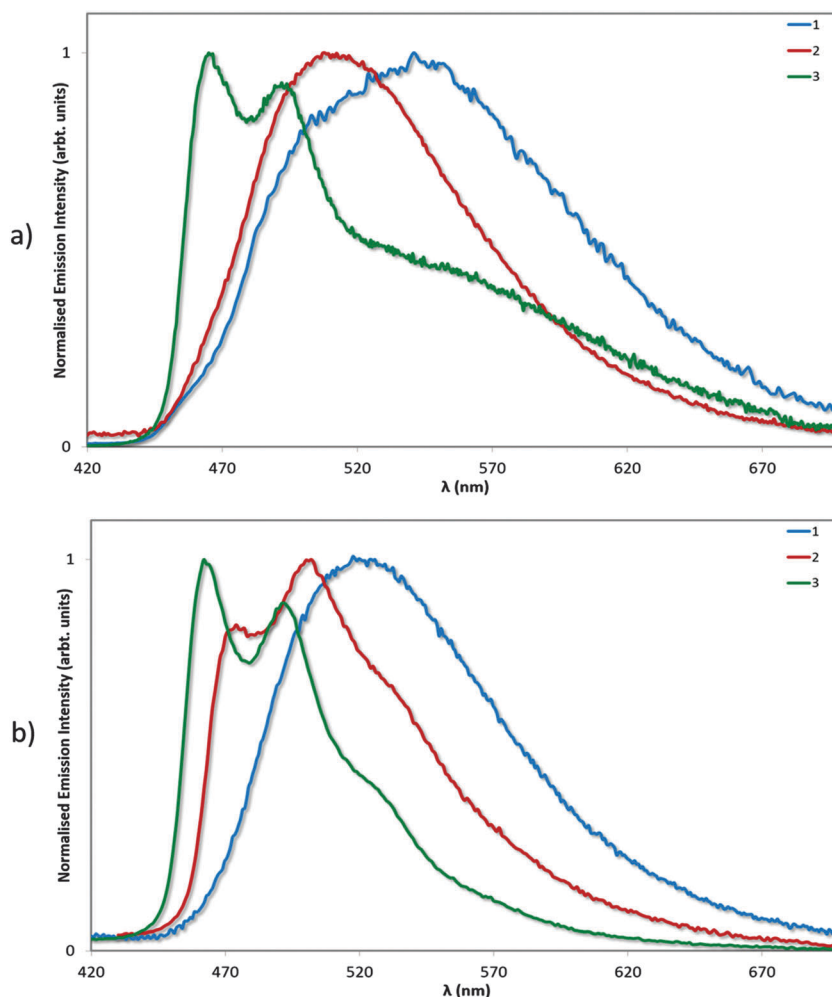 a)
Normalised Emission Intensity (arbt. units)
1
0
420 470 520 570 620 670
λ (nm)
1
2
3
b)
Normalised Emission Intensity (arbt. units)
1
0
420 470 520 570 620 670
λ (nm)
1
2
3